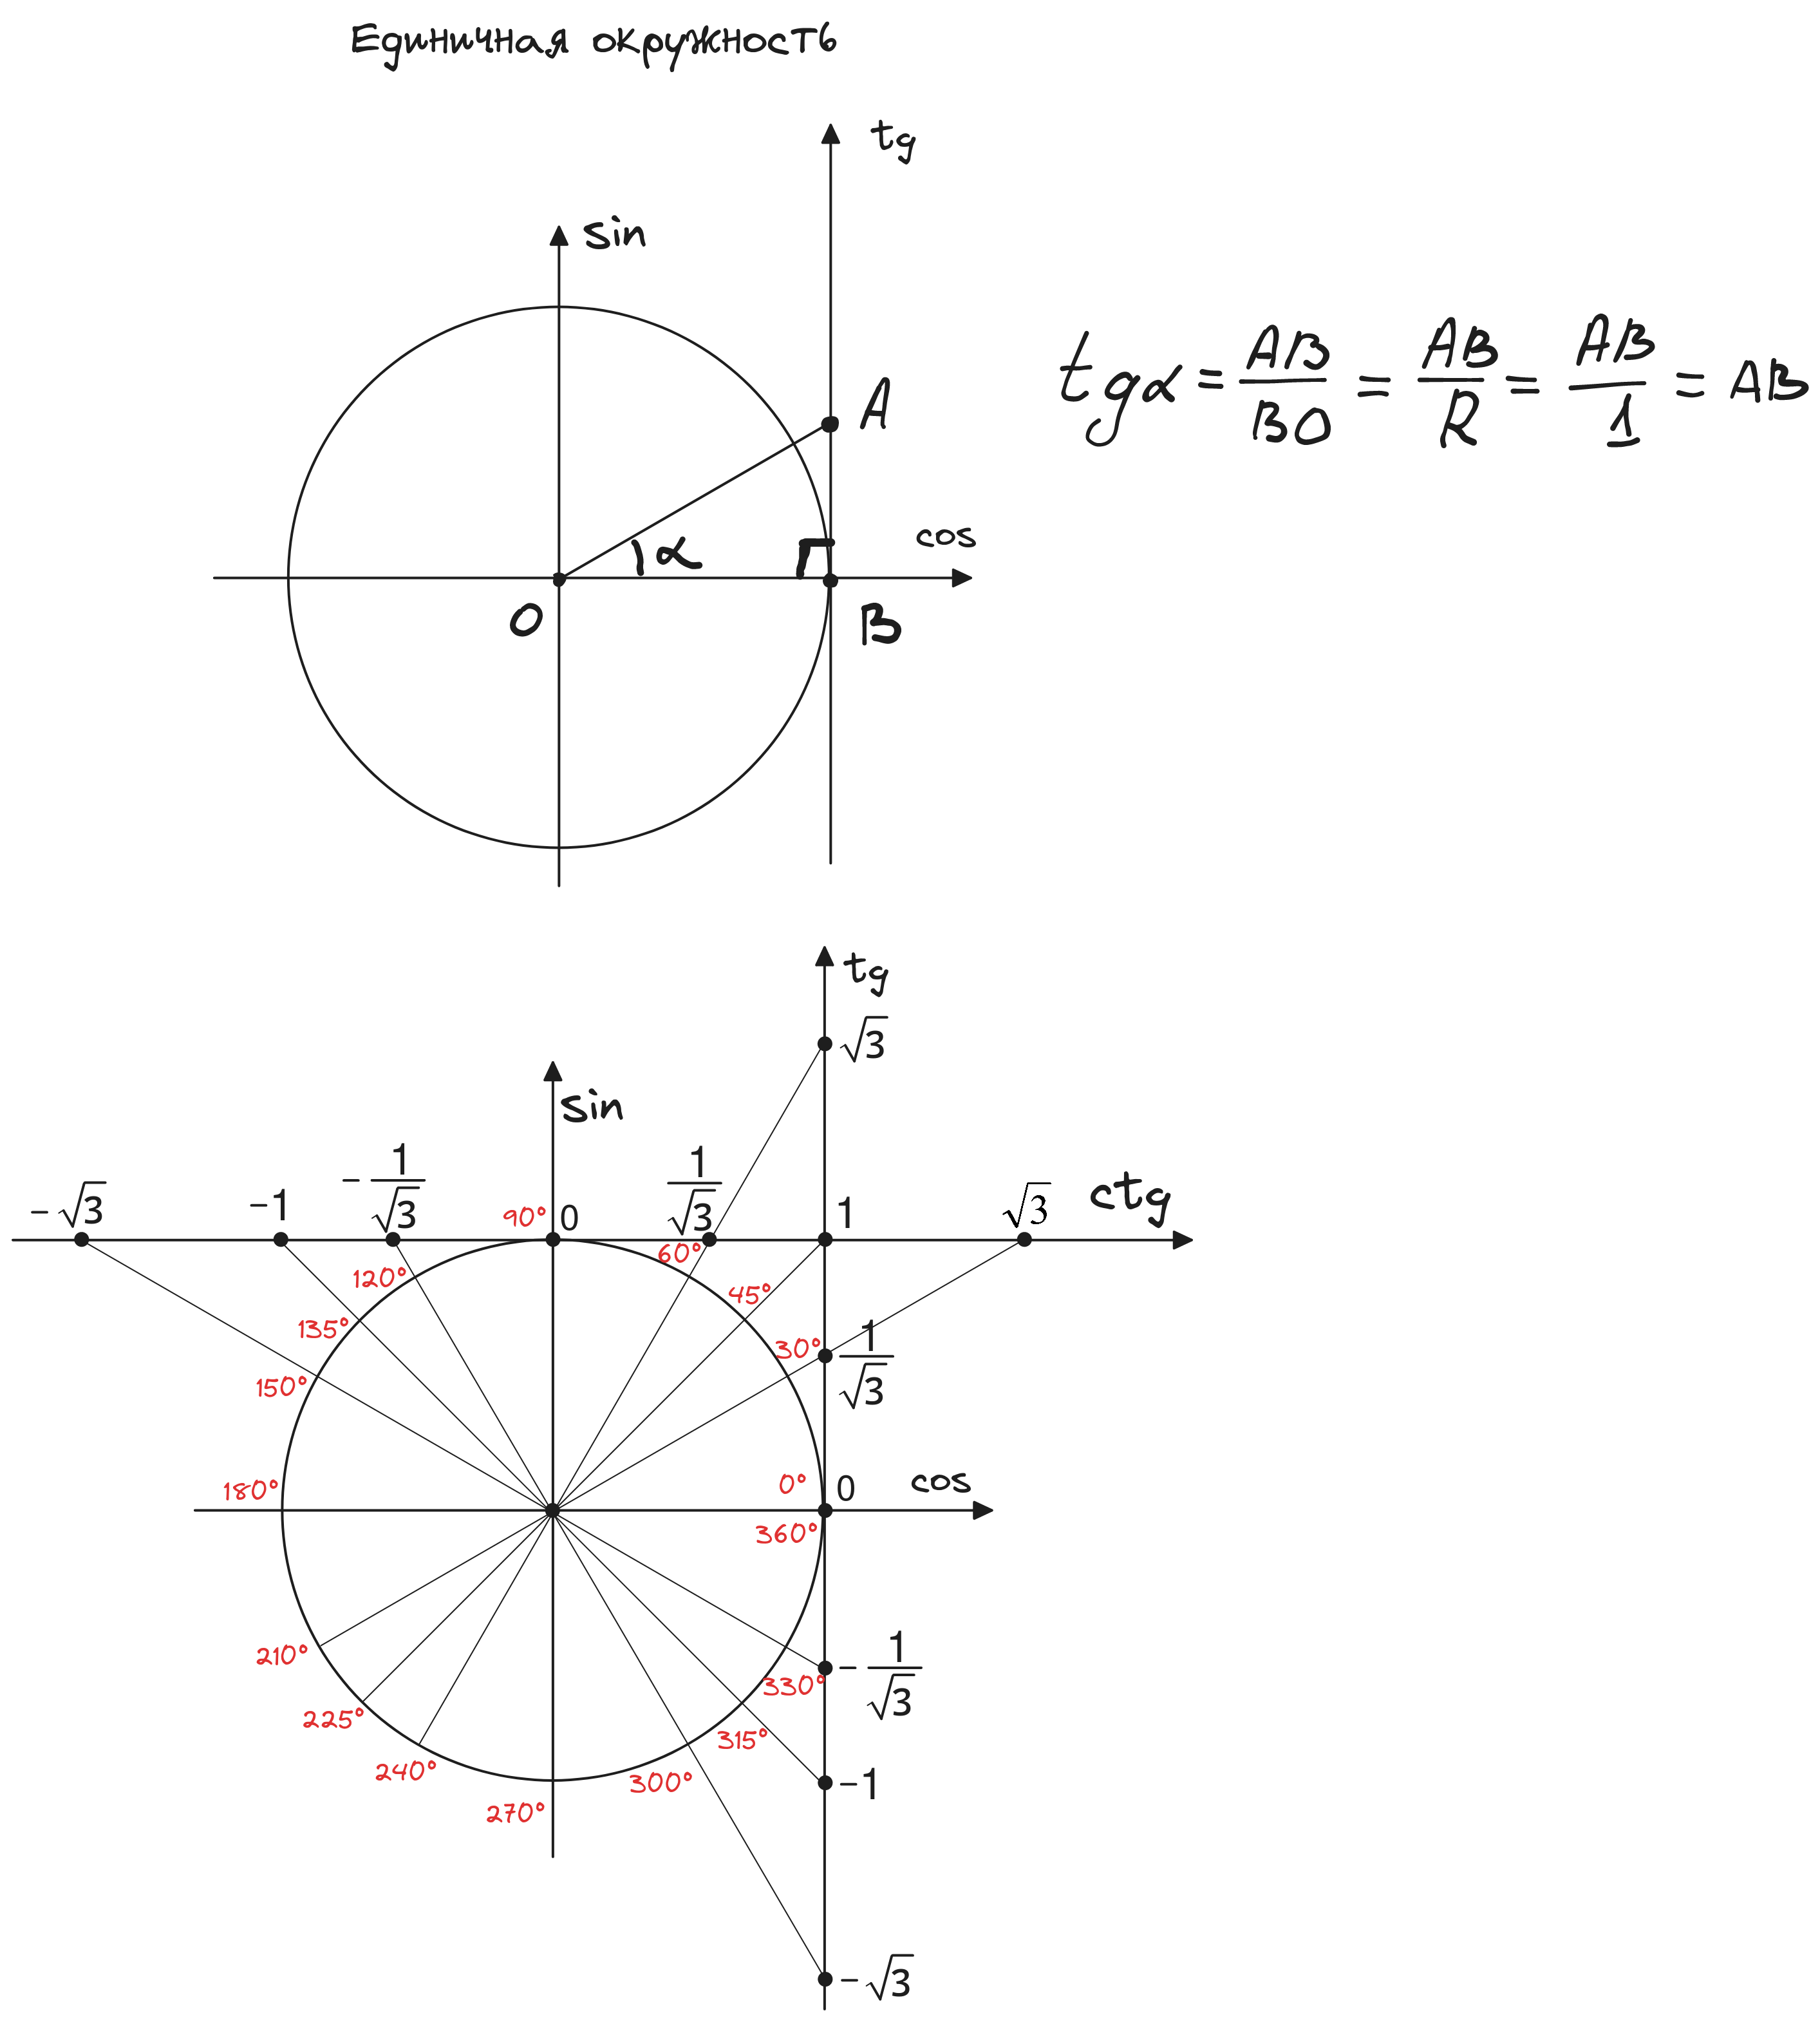 Единичная окружность
tg
sin
A
tgα = AB/BO = AB/R = AB/1 = AB
cos
α
O
B
tg
√3
sin
-√3 -1 -1/√3 90° 0 1/√3 1 √3 ctg
60°
120° 45°
135° 30° 1/√3
150°
180° 0° 0 cos
360°
210° 330° -1/√3
225° 315°
240° 300° -1
270°
-√3